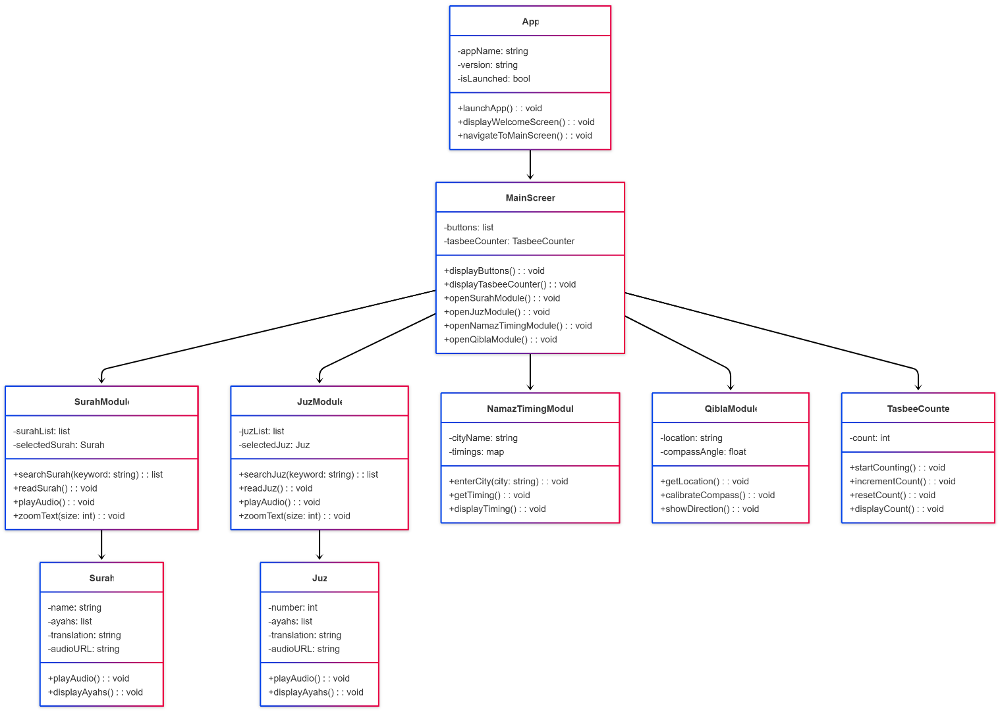 App
-appName: string
-version: string
-isLaunched: bool
+launchApp() : : void
+displayWelcomeScreen() : : void
+navigateToMainScreen() : : void
MainScreer
-buttons: list
-tasbeeCounter: TasbeeCounter
+displayButtons() : : void
+displayTasbeeCounter() : : void
+openSurahModule() : : void
+openJuzModule() : : void
+openNamazTimingModule() : : void
+openQiblaModule() : : void
SurahModule
-surahList: list
-selectedSurah: Surah
+searchSurah(keyword: string) : : list
+readSurah() : : void
+playAudio() : : void
+zoomText(size: int) : : void
JuzModule
-juzList: list
-selectedJuz: Juz
+searchJuz(keyword: string) : : list
+readJuz() : : void
+playAudio() : : void
+zoomText(size: int) : : void
NamazTimingModul
-cityName: string
-timings: map
+enterCity(city: string) : : void
+getTiming() : : void
+displayTiming() : : void
QiblaModule
-location: string
-compassAngle: float
+getLocation() : : void
+calibrateCompass() : : void
+showDirection() : : void
TasbeeCounte
-count: int
+startCounting() : : void
+incrementCount() : : void
+resetCount() : : void
+displayCount() : : void
Surah
-name: string
-ayahs: list
-translation: string
-audioURL: string
+playAudio() : : void
+displayAyahs() : : void
Juz
-number: int
-ayahs: list
-translation: string
-audioURL: string
+playAudio() : : void
+displayAyahs() : : void